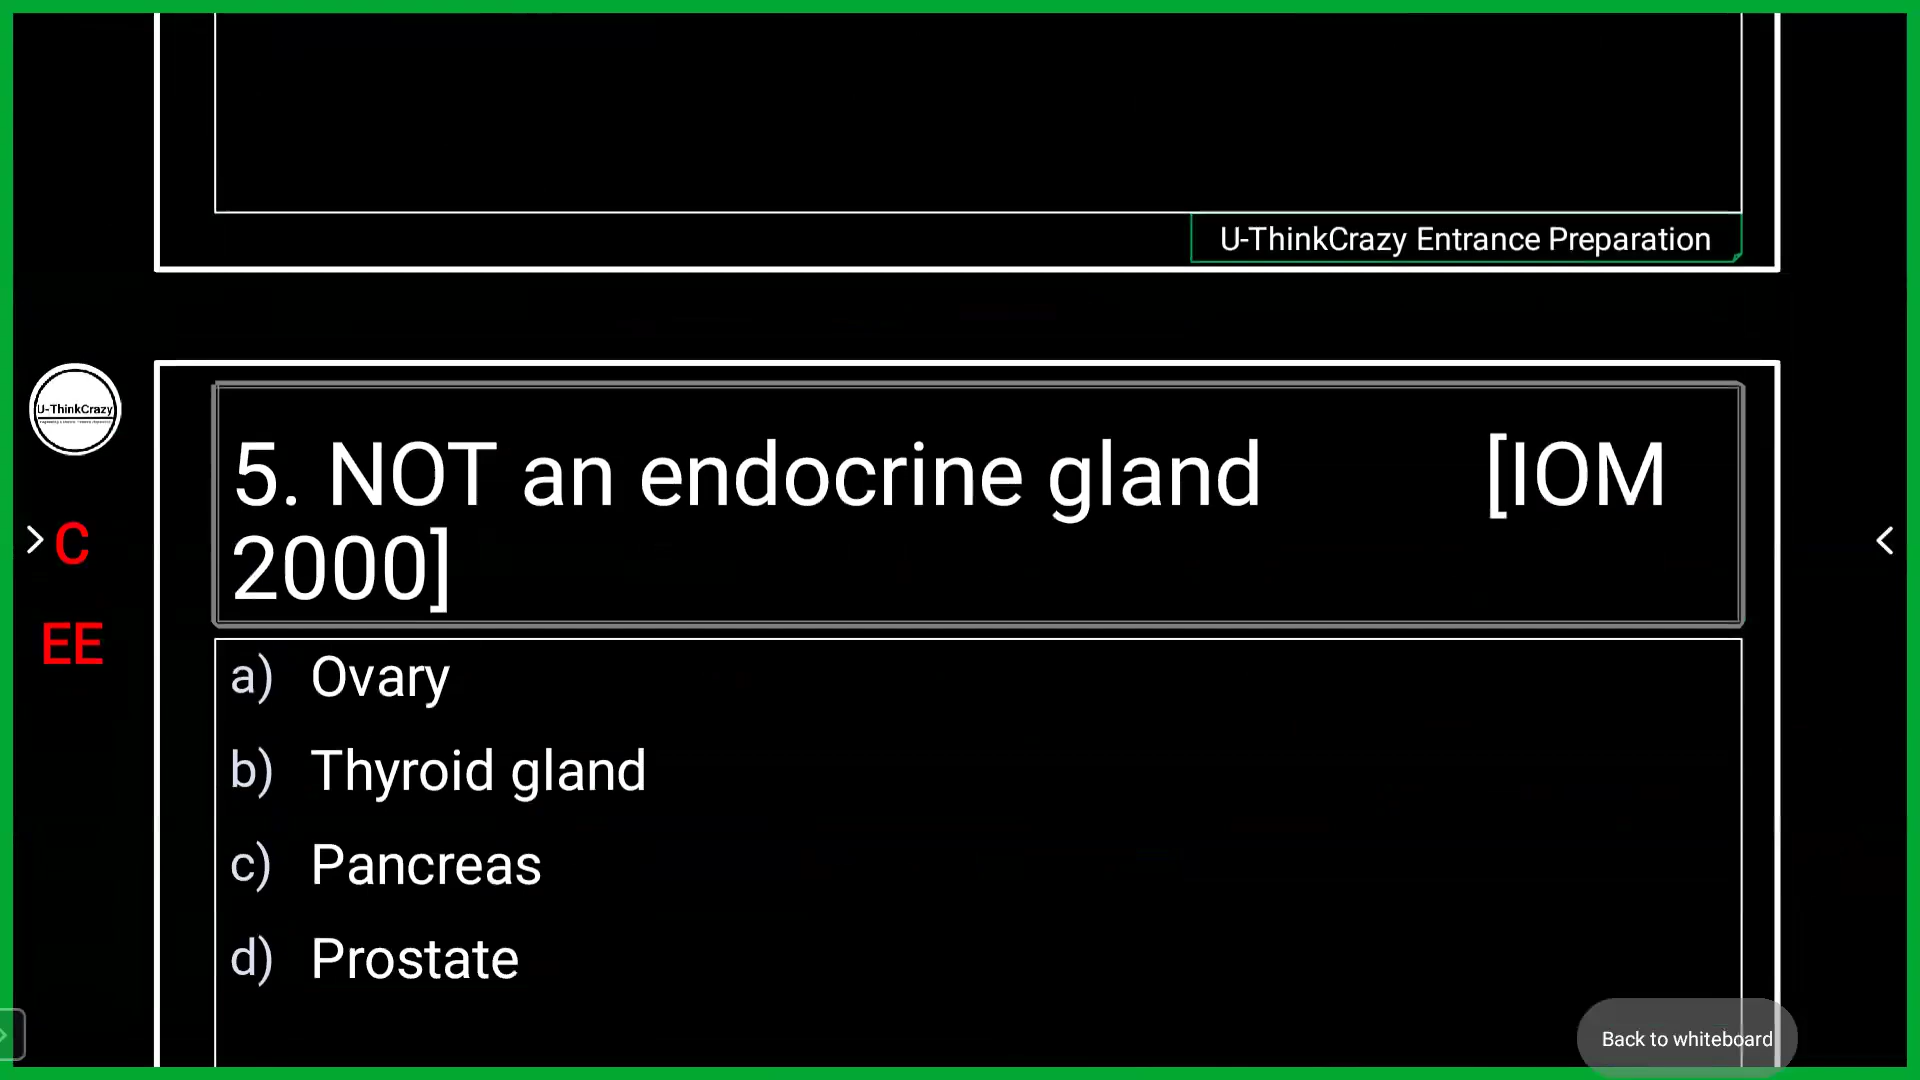 U-ThinkCrazy Entrance Preparation
U-ThinkCrazy
5. NOT an endocrine gland [IOM
2000]
C
EE
a) Ovary
b) Thyroid gland
c) Pancreas
d) Prostate
Back to whiteboard